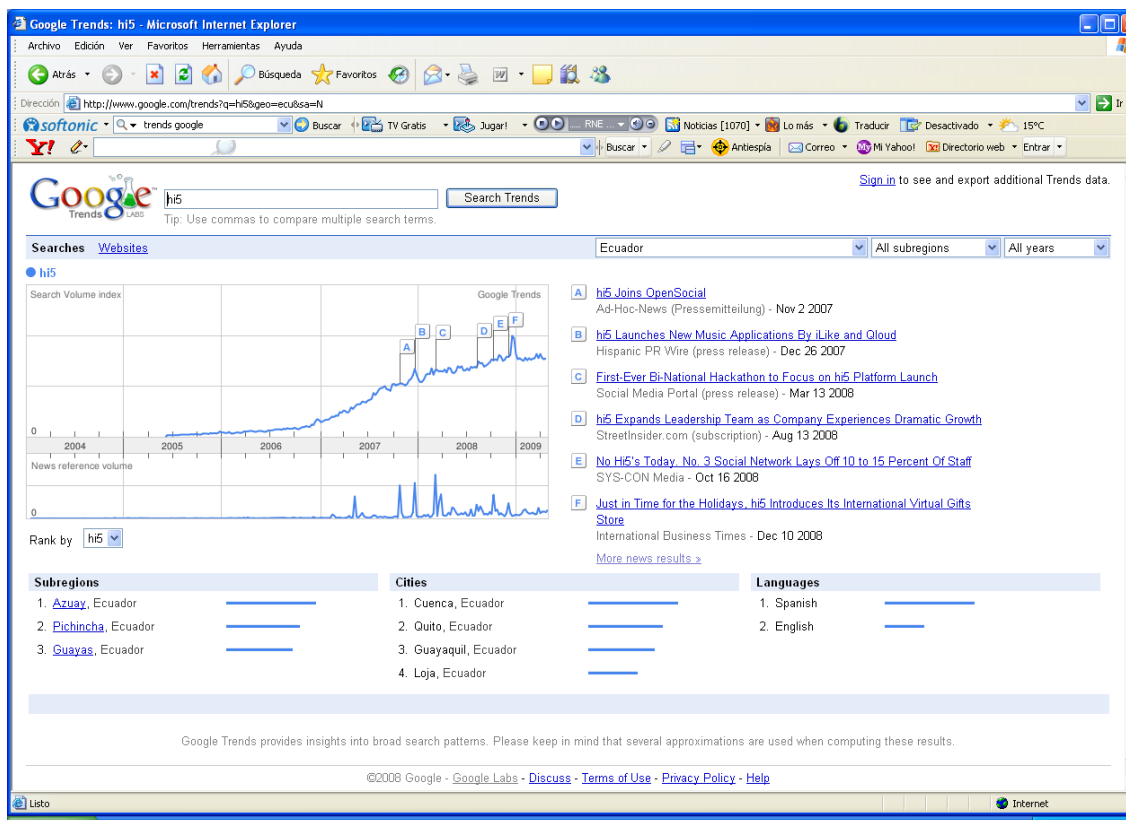 Google Trends: hi5 - Microsoft Internet Explorer
Archivo Edición Ver Favoritos Herramientas Ayuda
Atrás Búsqueda Favoritos
Dirección http://www.google.com/trends?q=hi5&geo=ecu&sa=N Ir
softonic trends google Buscar TV Gratis Jugar! .... RNE ... Noticias [1070] Lo más Traducir Desactivado 15ºC
Y! Buscar Antiespía Correo Mi Yahoo! Directorio web Entrar
Sign in to see and export additional Trends data.
Google Trends LABS hi5 Search Trends
Tip: Use commas to compare multiple search terms.
Searches Websites Ecuador All subregions All years
hi5
Search Volume index Google Trends
A B C D E F
0
2004 2005 2006 2007 2008 2009
News reference volume
0
Rank by hi5
A hi5 Joins OpenSocial
Ad-Hoc-News (Pressemitteilung) - Nov 2 2007
B hi5 Launches New Music Applications By iLike and Qloud
Hispanic PR Wire (press release) - Dec 26 2007
C First-Ever Bi-National Hackathon to Focus on hi5 Platform Launch
Social Media Portal (press release) - Mar 13 2008
D hi5 Expands Leadership Team as Company Experiences Dramatic Growth
StreetInsider.com (subscription) - Aug 13 2008
E No Hi5's Today. No. 3 Social Network Lays Off 10 to 15 Percent Of Staff
SYS-CON Media - Oct 16 2008
F Just in Time for the Holidays, hi5 Introduces Its International Virtual Gifts
Store
International Business Times - Dec 10 2008
More news results »
Subregions
1. Azuay, Ecuador
2. Pichincha, Ecuador
3. Guayas, Ecuador
Cities
1. Cuenca, Ecuador
2. Quito, Ecuador
3. Guayaquil, Ecuador
4. Loja, Ecuador
Languages
1. Spanish
2. English
Google Trends provides insights into broad search patterns. Please keep in mind that several approximations are used when computing these results.
©2008 Google - Google Labs - Discuss - Terms of Use - Privacy Policy - Help
Listo Internet